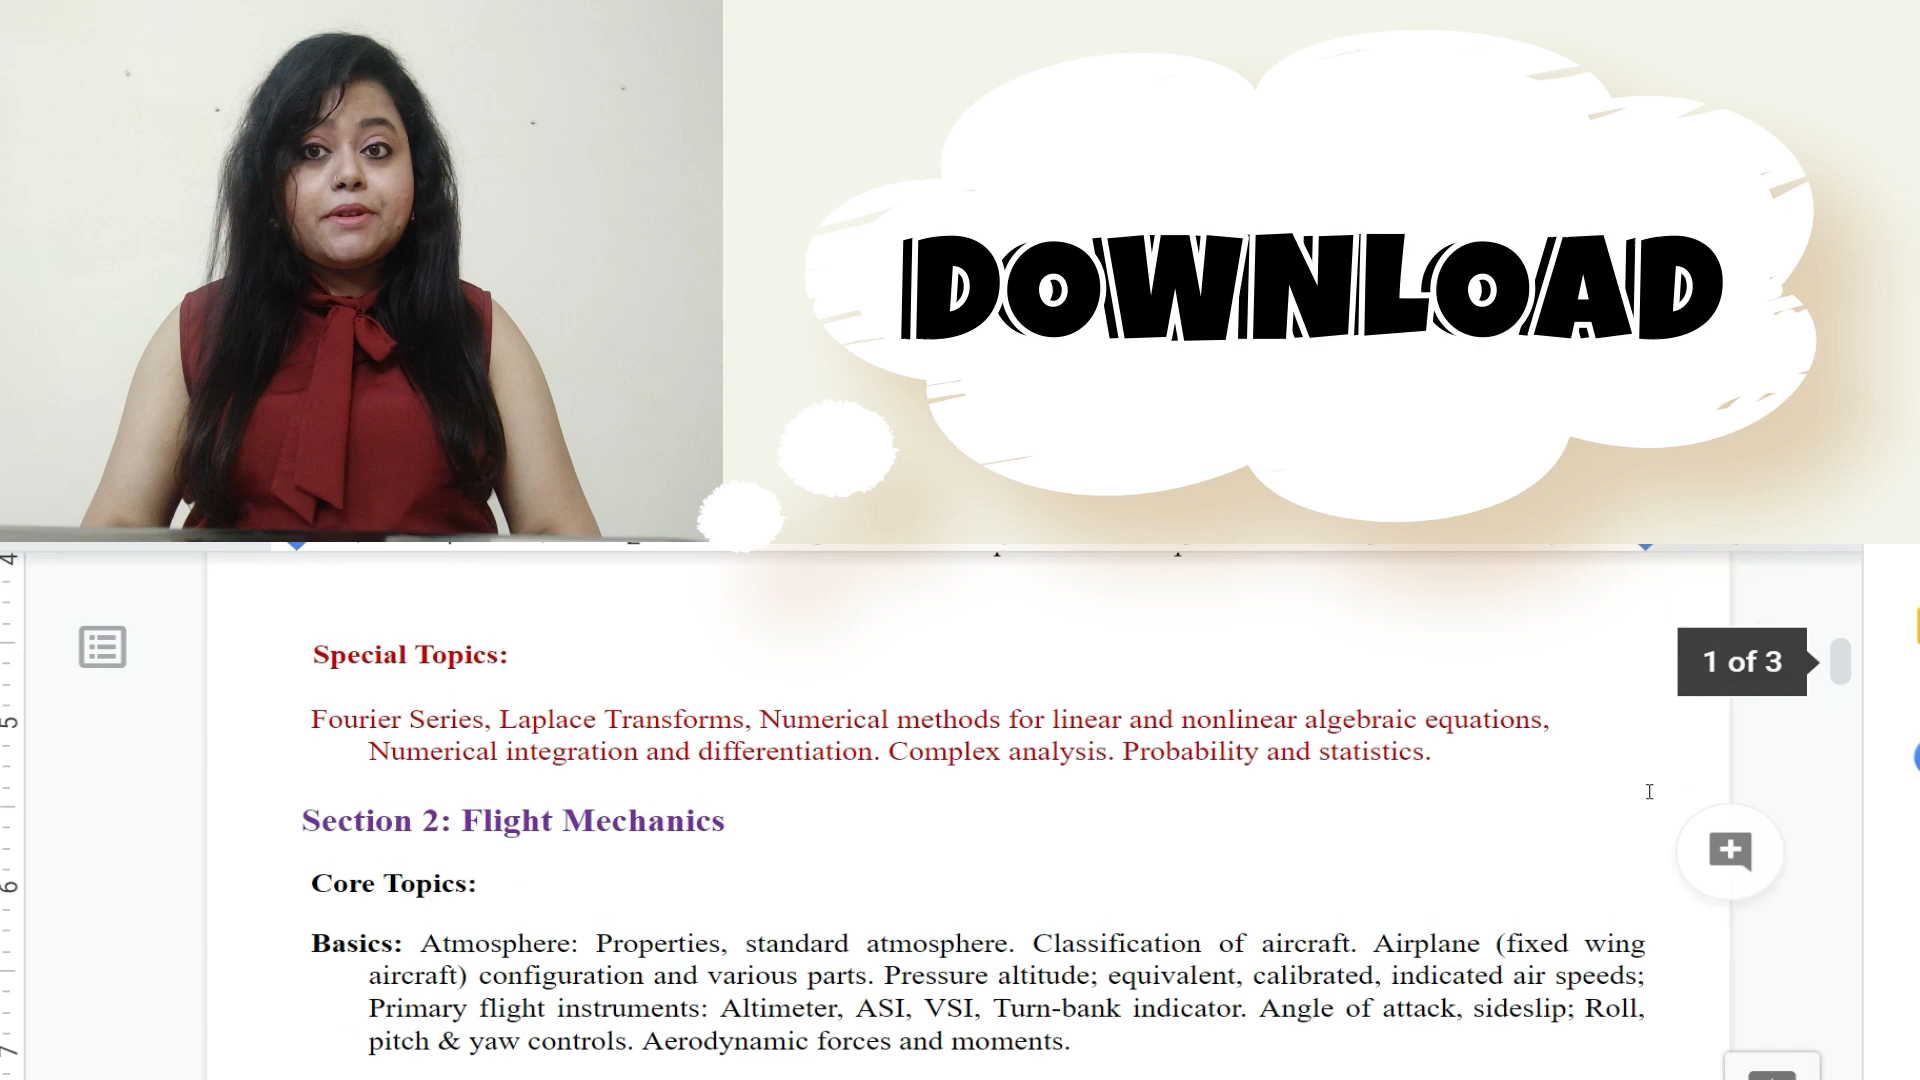 DOWNLOAD
4
Special Topics:
1 of 3
Fourier Series, Laplace Transforms, Numerical methods for linear and nonlinear algebraic equations,
5
Numerical integration and differentiation. Complex analysis. Probability and statistics.
Section 2: Flight Mechanics
Core Topics:
6
Basics: Atmosphere: Properties, standard atmosphere. Classification of aircraft. Airplane (fixed wing
aircraft) configuration and various parts. Pressure altitude; equivalent, calibrated, indicated air speeds;
Primary flight instruments: Altimeter, ASI, VSI, Turn-bank indicator. Angle of attack, sideslip; Roll,
pitch & yaw controls. Aerodynamic forces and moments.
7